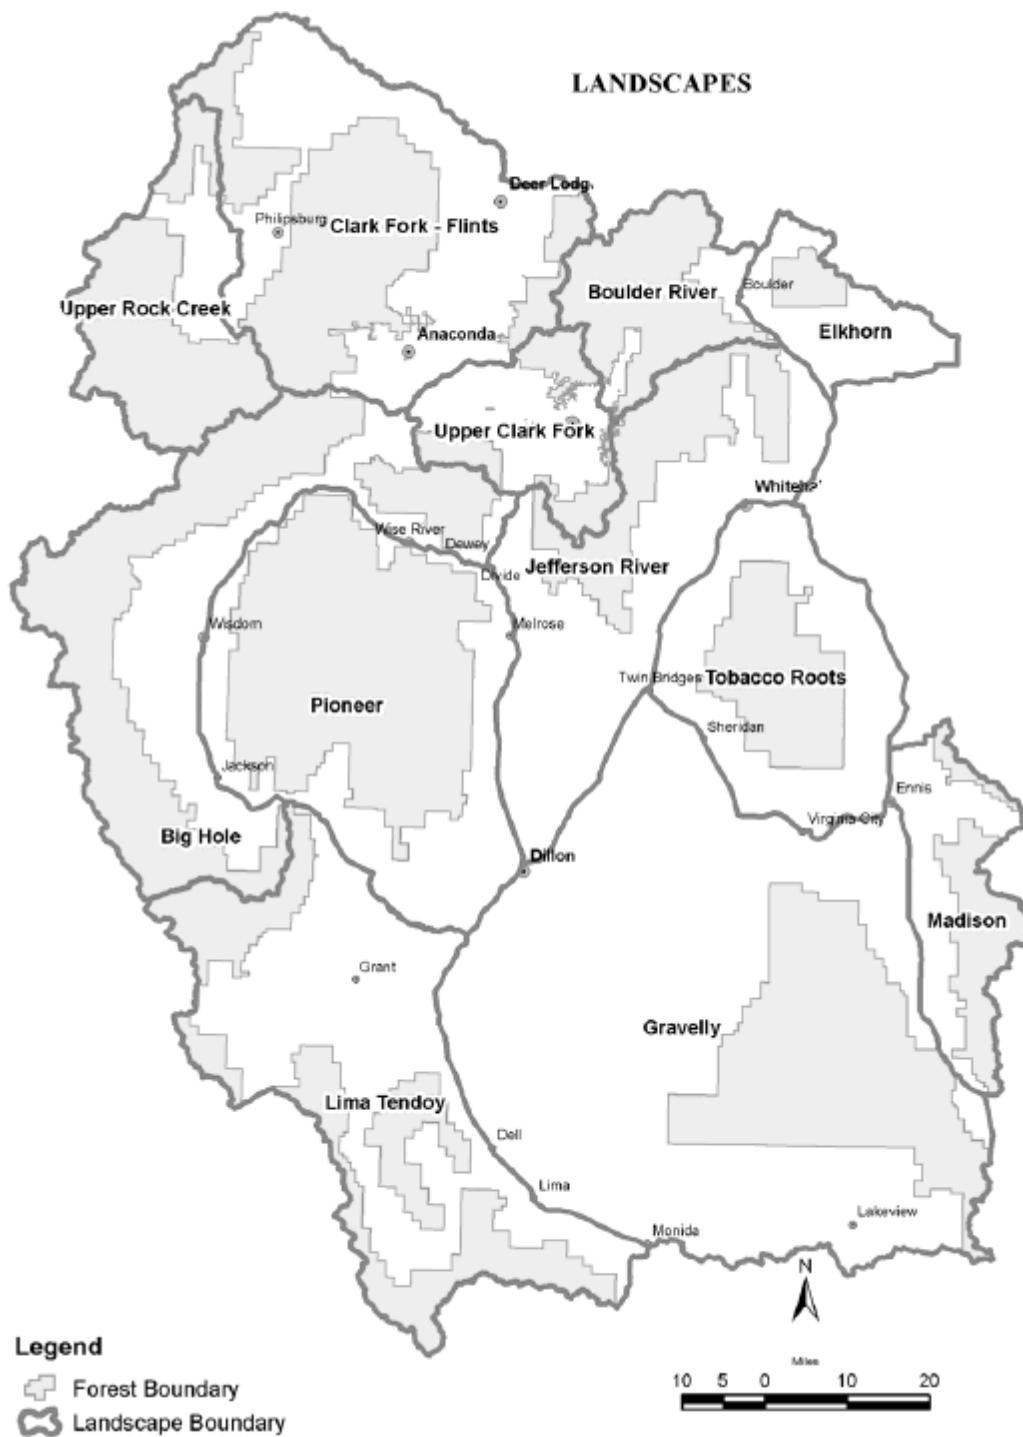 LANDSCAPES
Deer Lodg
Philipsburg
Clark Fork - Flints
Boulder
Boulder River
Upper Rock Creek
Elkhorn
Anaconda
Upper Clark Fork
Whiteha
Wise River
Dewey
Divide
Jefferson River
Wisdom
Melrose
Twin Bridges
Tobacco Roots
Pioneer
Sheridan
Jackson
Ennis
Virginia City
Big Hole
Dillon
Madison
Grant
Gravelly
Lima Tendoy
Dell
Lima
Lakeview
Monida
N
Legend
Forest Boundary
Landscape Boundary
Miles
10 5 0 10 20